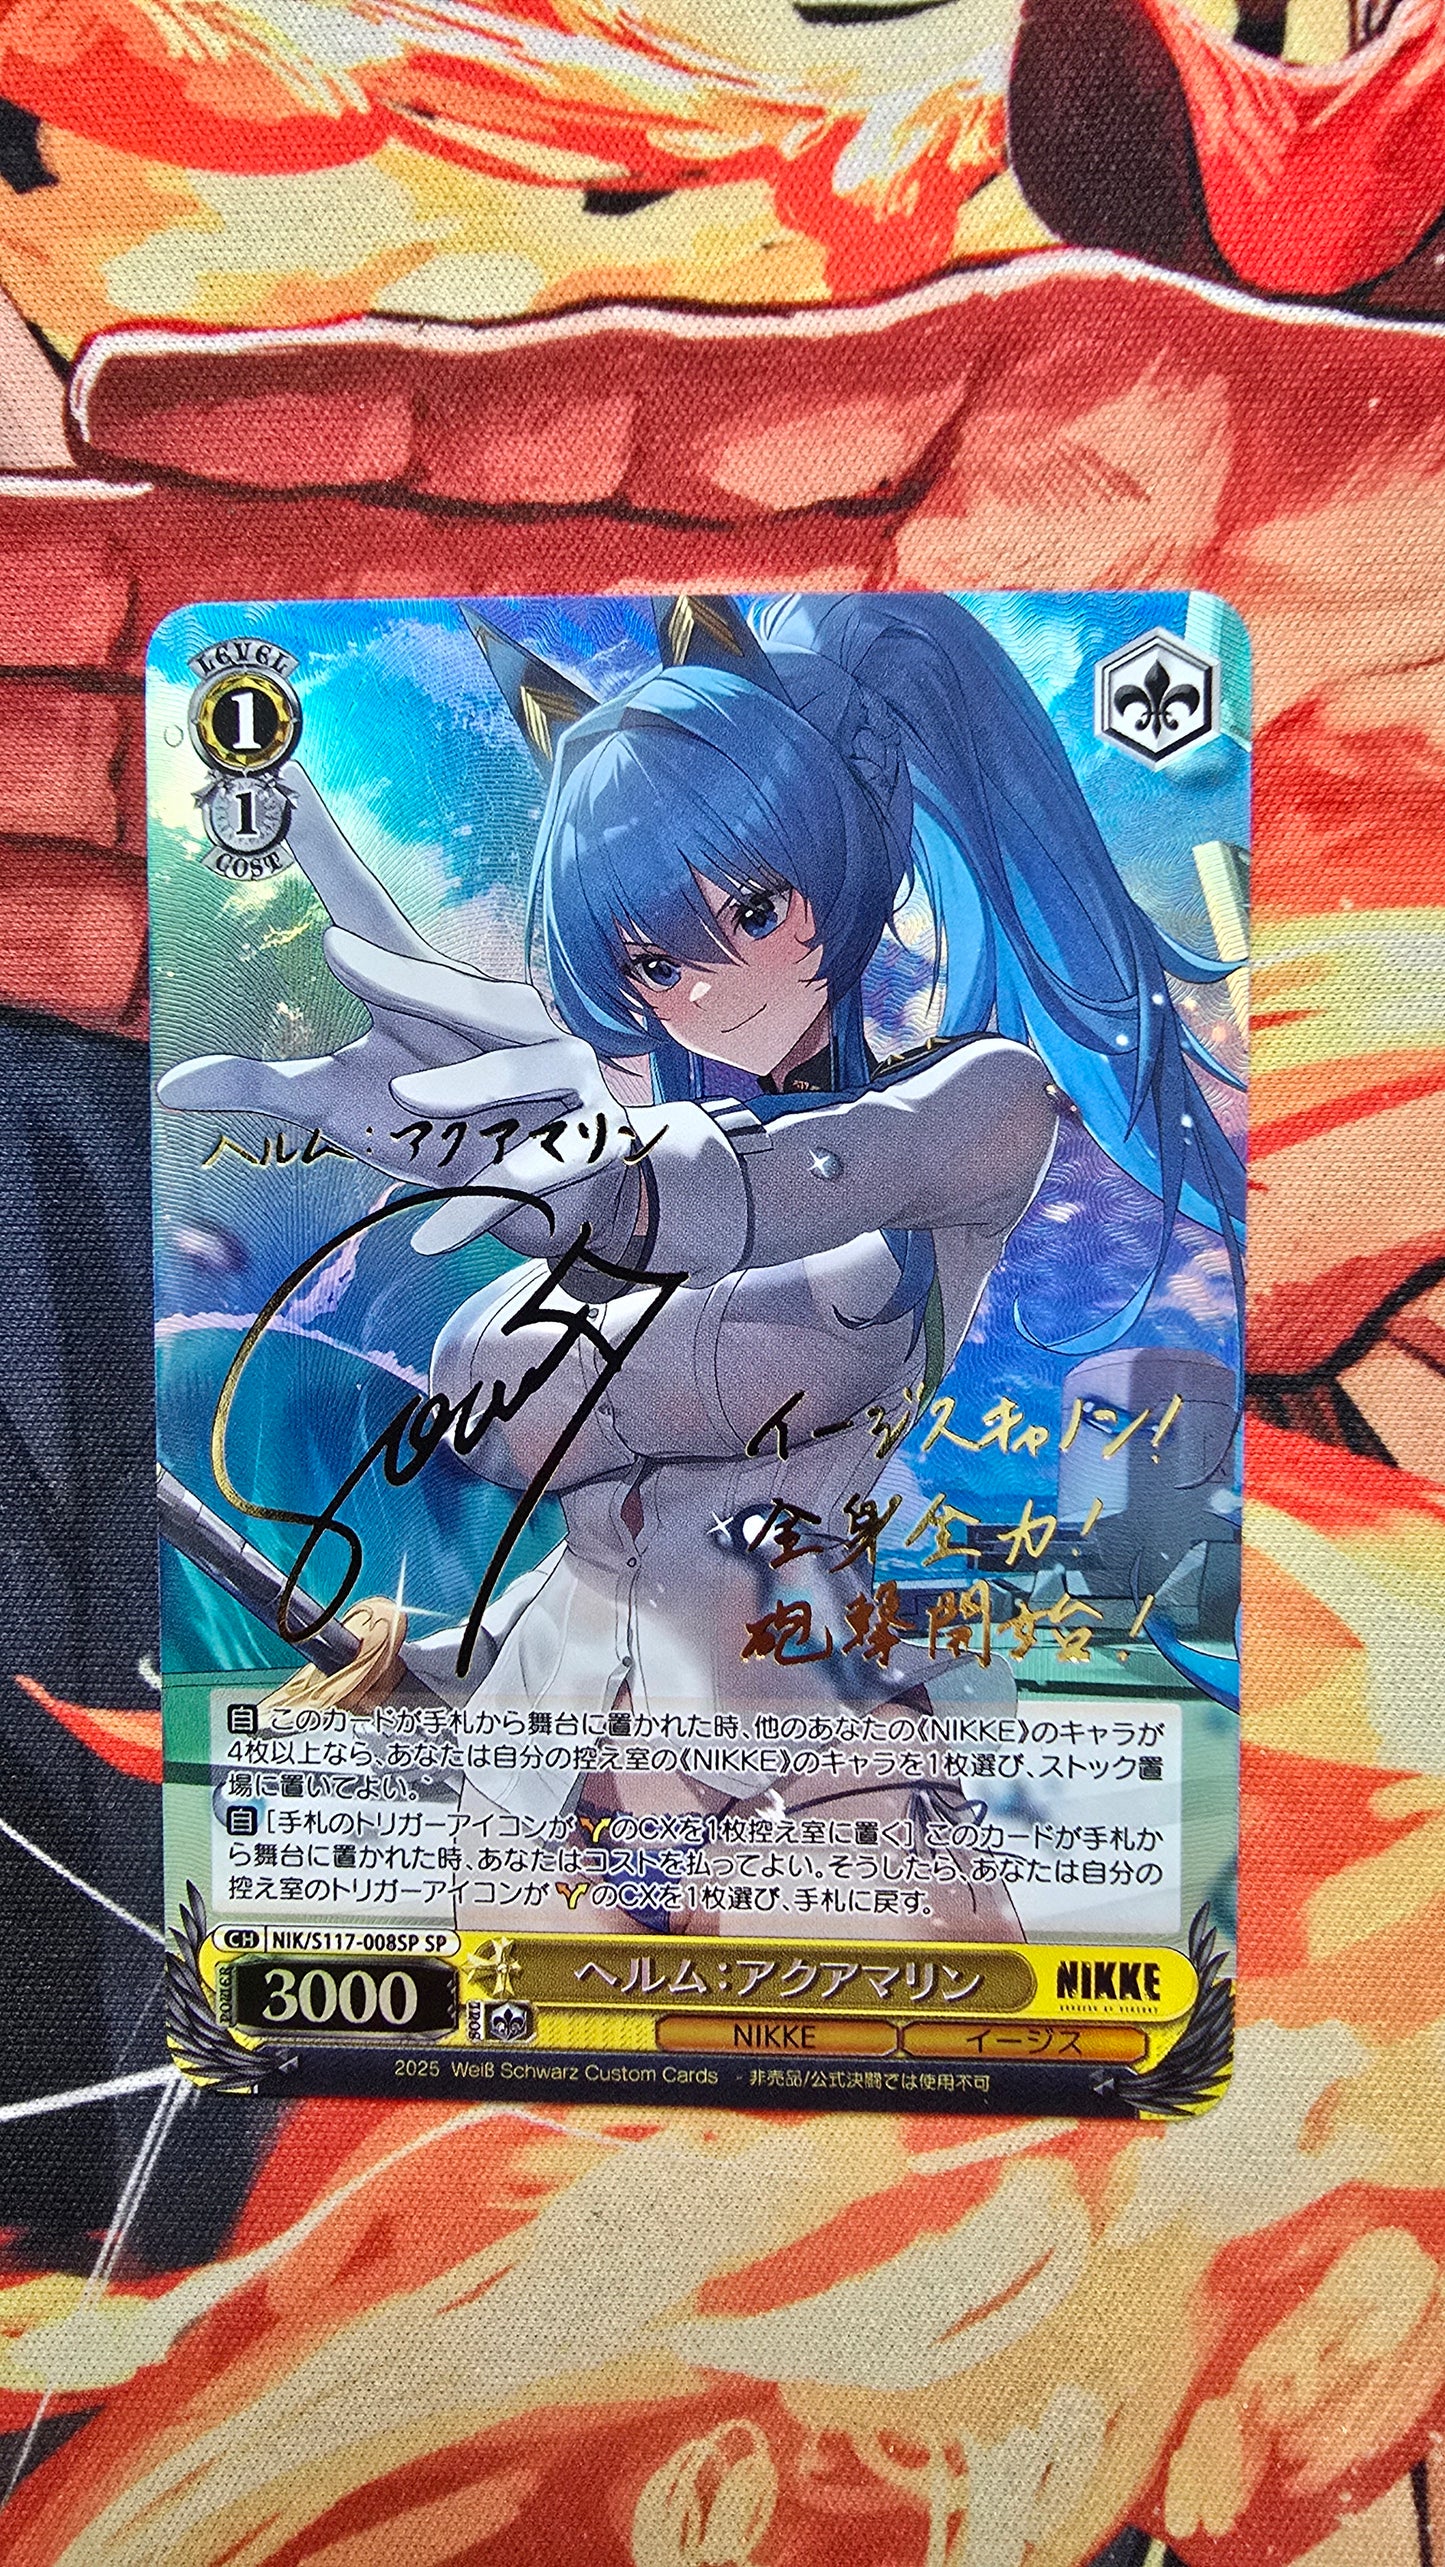 LEVEL
1
1
COST
ヘルム：アクアマリン
イージスキャノン！
全身全力！
砲撃開始！
自 このカードが手札から舞台に置かれた時、他のあなたの《NIKKE》のキャラが
4枚以上なら、あなたは自分の控え室の《NIKKE》のキャラを1枚選び、ストック置
場に置いてよい。
自 ［手札のトリガーアイコンが のCXを1枚控え室に置く］ このカードが手札か
ら舞台に置かれた時、あなたはコストを払ってよい。そうしたら、あなたは自分の
控え室のトリガーアイコンが のCXを1枚選び、手札に戻す。
CH NIK/S117-008SP SP
POWER 3000 SOUL
ヘルム：アクアマリン
NIKKE
NIKKE イージス
2025 Weiß Schwarz Custom Cards - 非売品/公式決闘では使用不可